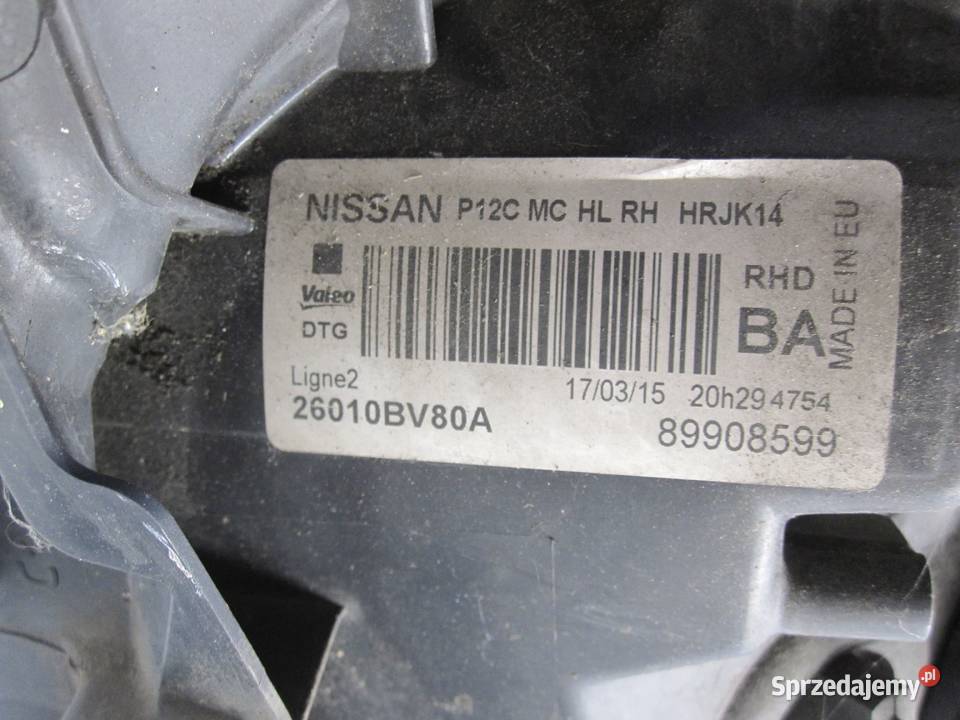 NISSAN P12C MC HL RH HRJK14
Valeo
DTG
RHD
BA
MADE IN EU
Ligne2
17/03/15 20h29 4754
26010BV80A
89908599
Sprzedajemy.pl